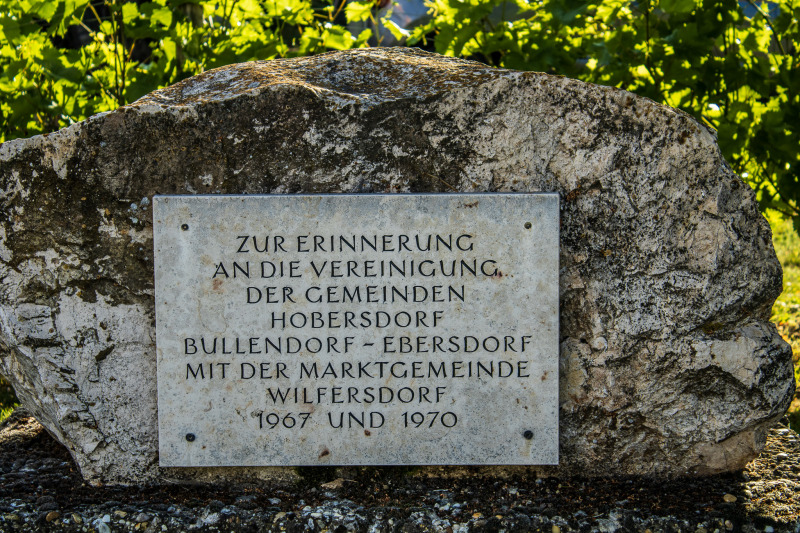 ZUR ERINNERUNG
AN DIE VEREINIGUNG
DER GEMEINDEN
HOBERSDORF
BULLENDORF - EBERSDORF
MIT DER MARKTGEMEINDE
WILFERSDORF
1967 UND 1970